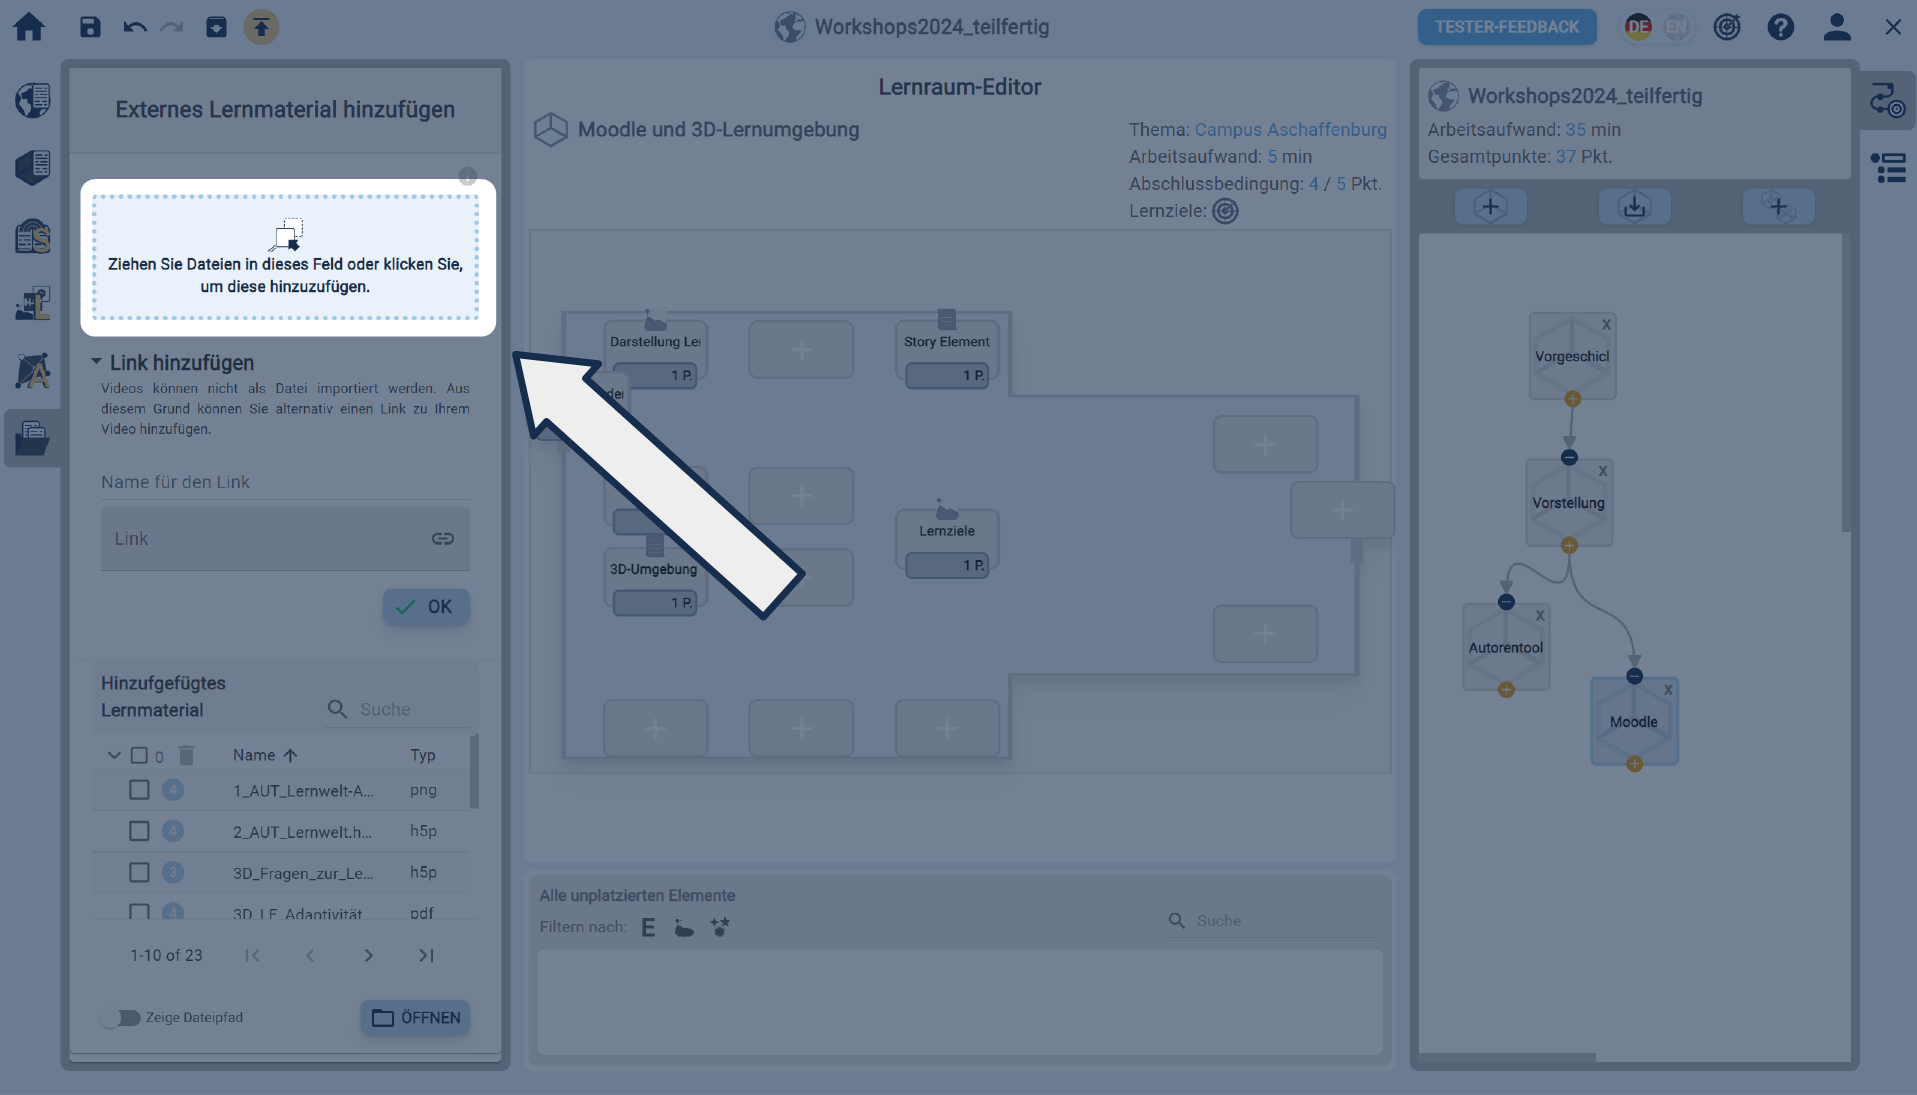 Workshops2024_teilfertig
TESTER-FEEDBACK
DE
EN
Externes Lernmaterial hinzufügen
Ziehen Sie Dateien in dieses Feld oder klicken Sie,
um diese hinzuzufügen.
Link hinzufügen
Videos können nicht als Datei importiert werden. Aus
diesem Grund können Sie alternativ einen Link zu Ihrem
Video hinzufügen.
Name für den Link
Link
OK
Hinzufgefügtes
Lernmaterial
Suche
0
Name
Typ
4
1_AUT_Lernwelt-A...
png
4
2_AUT_Lernwelt.h...
h5p
3
3D_Fragen_zur_Le...
h5p
4
3D_LE_Adaptivität
pdf
1-10 of 23
Zeige Dateipfad
ÖFFNEN
Lernraum-Editor
Moodle und 3D-Lernumgebung
Thema: Campus Aschaffenburg
Arbeitsaufwand: 5 min
Abschlussbedingung: 4 / 5 Pkt.
Lernziele:
Darstellung Ler
1 P.
Story Element
1 P.
der
Lernziele
1 P.
3D-Umgebung
1 P.
Alle unplatzierten Elemente
Filtern nach:
E
Suche
Workshops2024_teilfertig
Arbeitsaufwand: 35 min
Gesamtpunkte: 37 Pkt.
X
Vorgeschicl
X
Vorstellung
X
Autorentool
X
Moodle
S
L
A